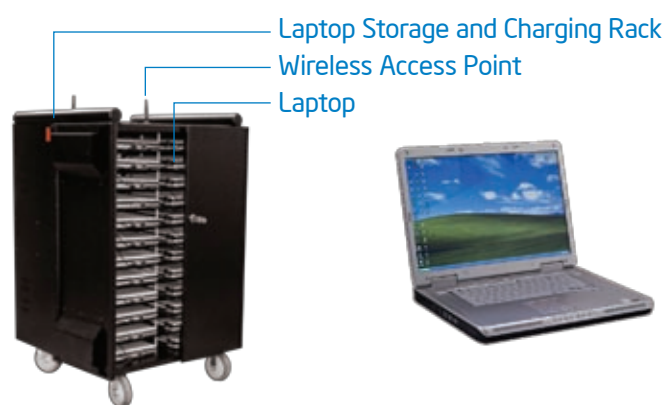 Laptop Storage and Charging Rack
Wireless Access Point
Laptop